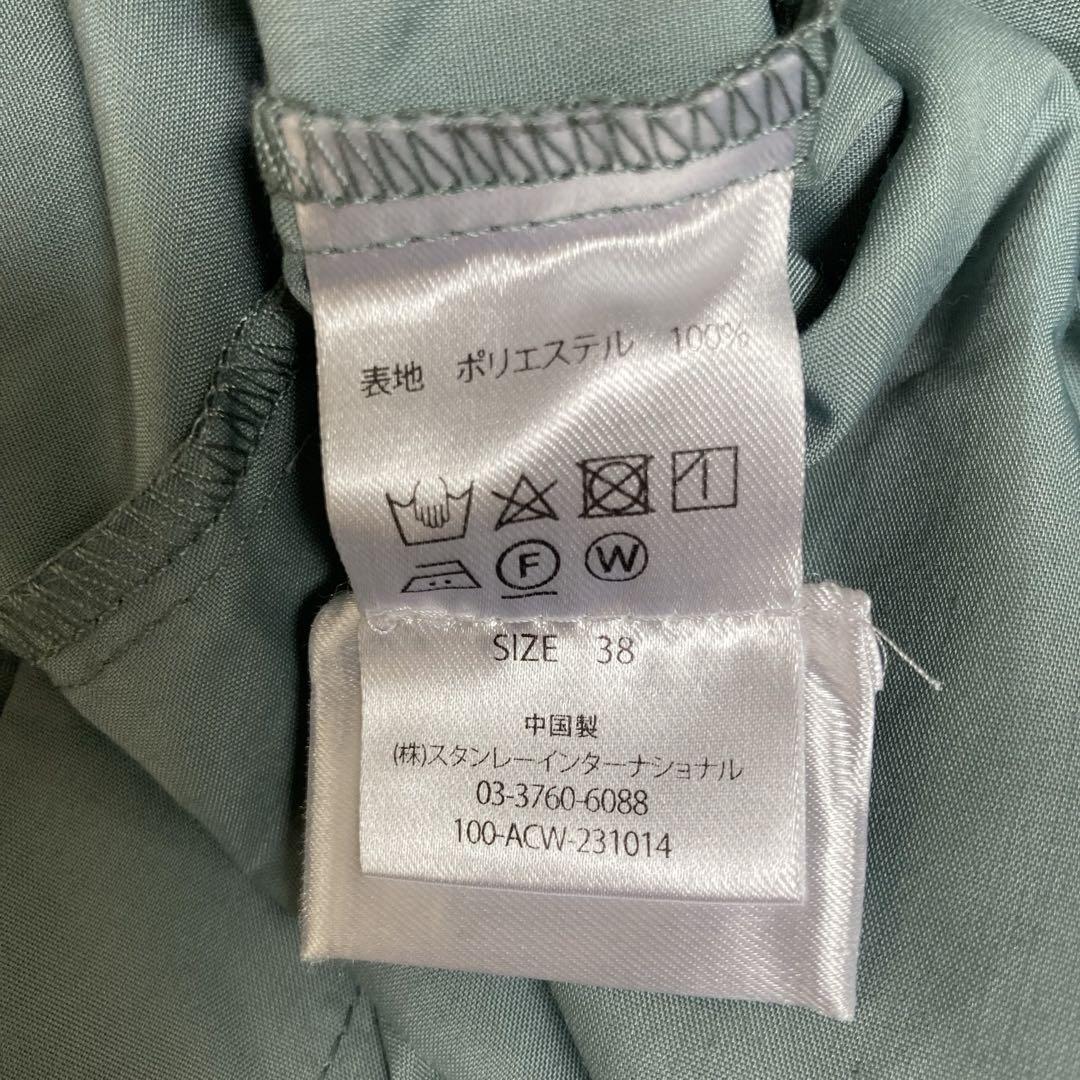 表地 ポリエステル 100%
F W
SIZE 38
中国製
(株)スタンレーインターナショナル
03-3760-6088
100-ACW-231014